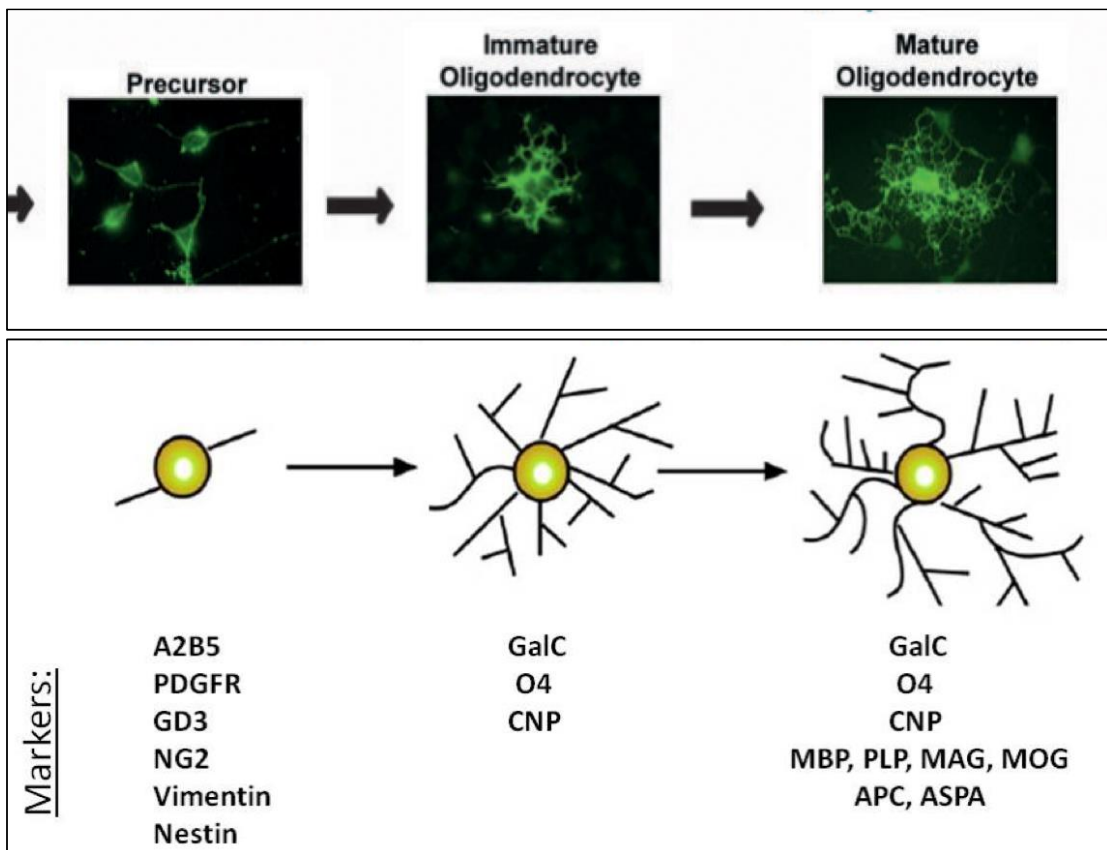 Precursor
Immature
Oligodendrocyte
Mature
Oligodendrocyte
Markers:
A2B5
PDGFR
GD3
NG2
Vimentin
Nestin
GalC
O4
CNP
GalC
O4
CNP
MBP, PLP, MAG, MOG
APC, ASPA